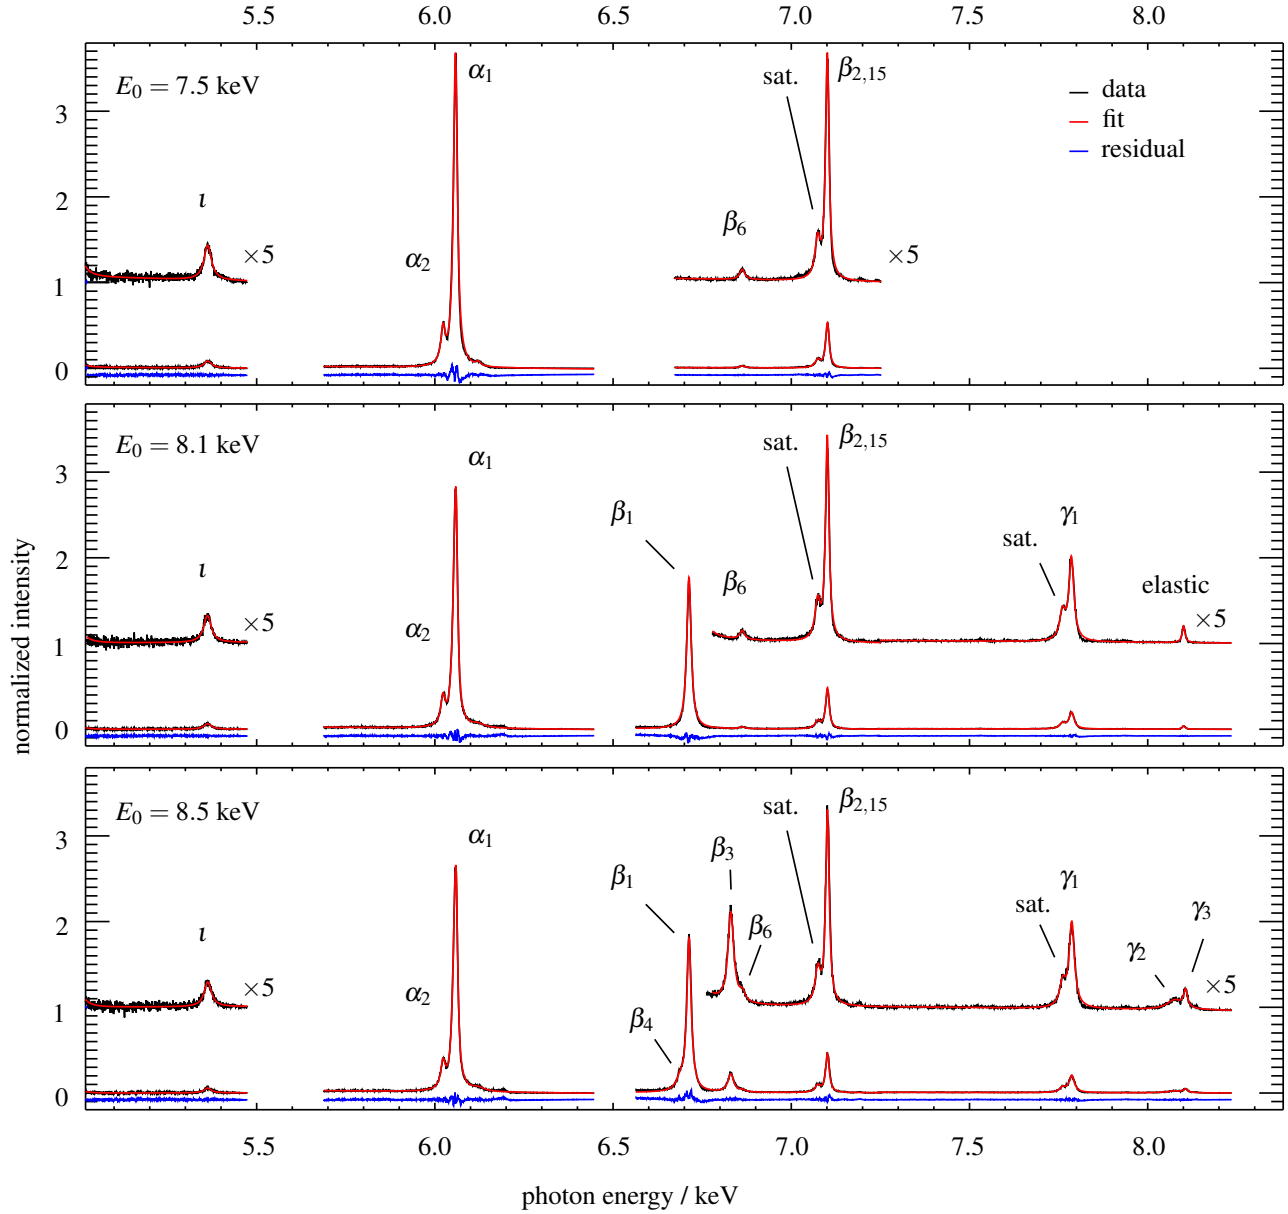 5.5 6.0 6.5 7.0 7.5 8.0
E₀ = 7.5 keV
α₁
sat.
β₂,₁₅
data
fit
residual
3
2
ι
×5
α₂
β₆
×5
1
0
E₀ = 8.1 keV
α₁
sat.
β₂,₁₅
3
β₁
γ₁
sat.
2
ι
×5
α₂
β₆
elastic
×5
1
0
normalized intensity
E₀ = 8.5 keV
α₁
sat.
β₂,₁₅
3
β₃
β₁
γ₁
sat.
γ₃
2
ι
β₆
γ₂
×5
α₂
×5
β₄
1
0
5.5 6.0 6.5 7.0 7.5 8.0
photon energy / keV